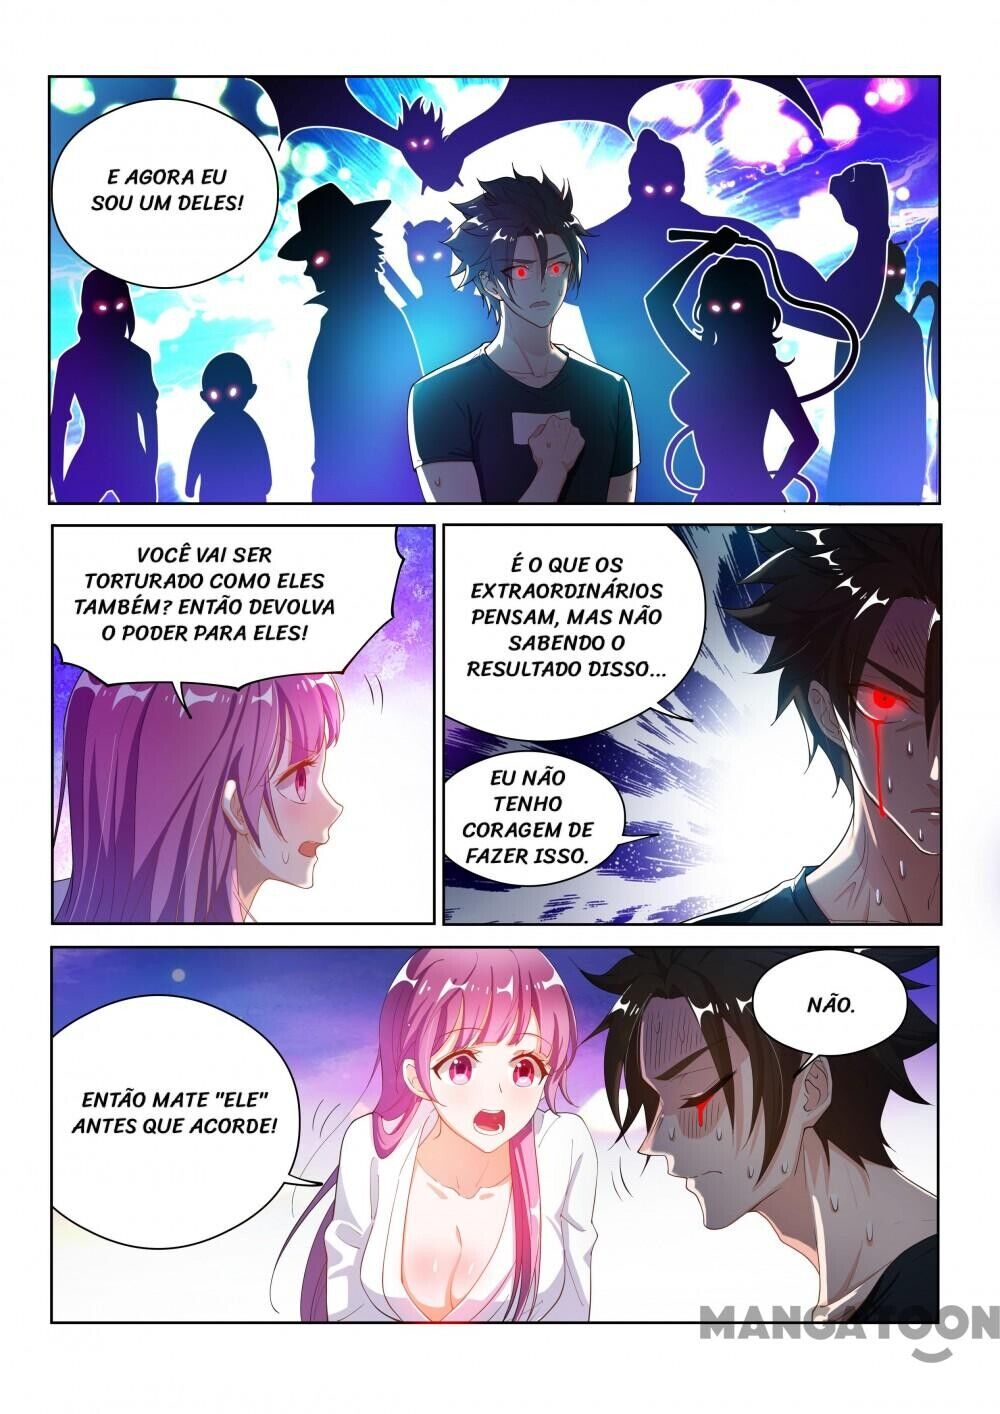 E AGORA EU
SOU UM DELES!
VOCÊ VAI SER
TORTURADO COMO ELES
TAMBÉM? ENTÃO DEVOLVA
O PODER PARA ELES!
É O QUE OS
EXTRAORDINÁRIOS
PENSAM, MAS NÃO
SABENDO O
RESULTADO DISSO...
EU NÃO
TENHO
CORAGEM DE
FAZER ISSO.
ENTÃO MATE "ELE"
ANTES QUE ACORDE!
NÃO.
MANGATOON